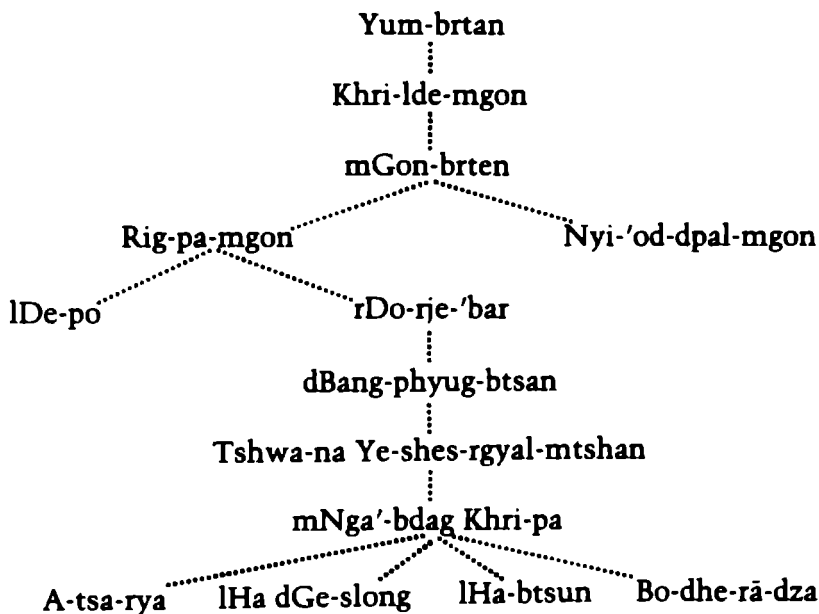 Yum-brtan
Khri-lde-mgon
mGon-brten
Rig-pa-mgon Nyi-'od-dpal-mgon
lDe-po rDo-rje-'bar
dBang-phyug-btsan
Tshwa-na Ye-shes-rgyal-mtshan
mNga'-bdag Khri-pa
A-tsa-rya lHa dGe-slong lHa-btsun Bo-dhe-rā-dza